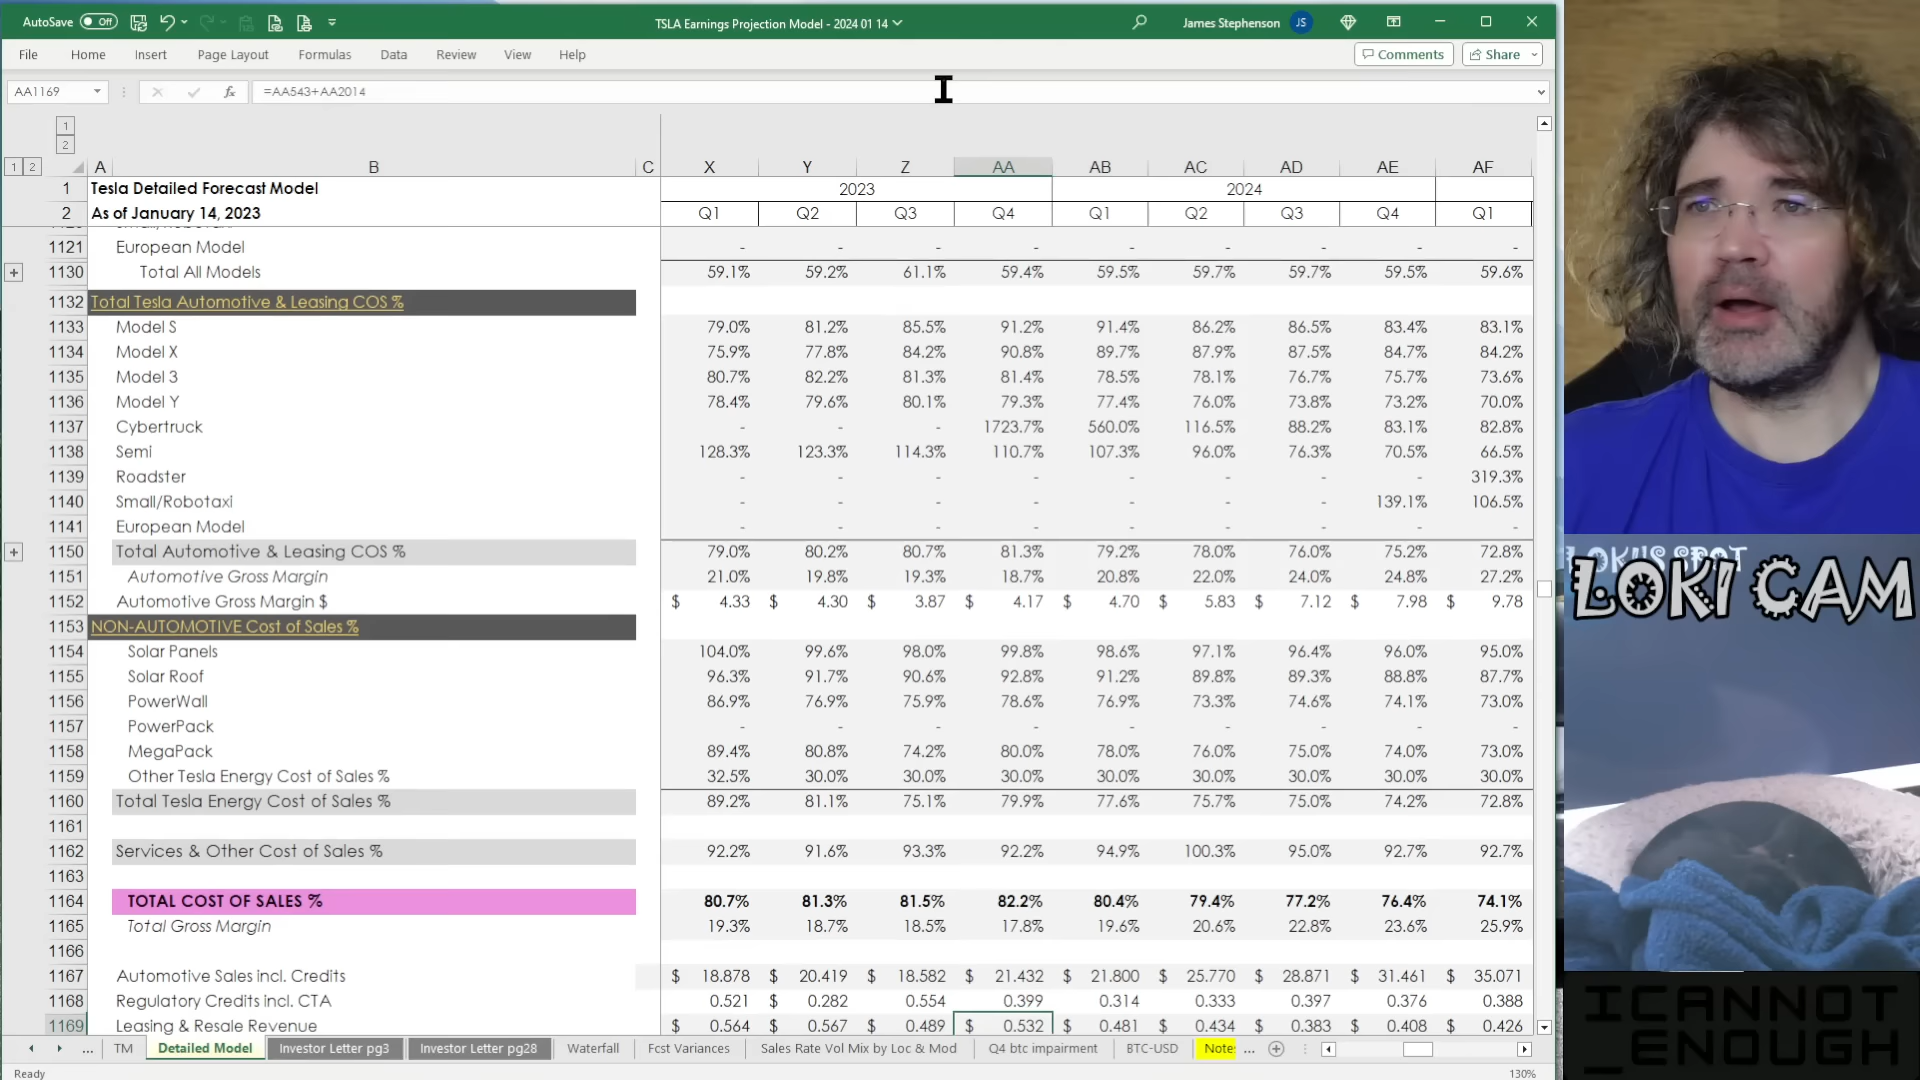 AutoSave Off TSLA Earnings Projection Model - 2024 01 14 James Stephenson JS
File Home Insert Page Layout Formulas Data Review View Help Comments Share
AA1169 fx =AA543+AA2014
1
2
1 2 A B C X Y Z AA AB AC AD AE AF
1 Tesla Detailed Forecast Model 2023 2024
2 As of January 14, 2023 Q1 Q2 Q3 Q4 Q1 Q2 Q3 Q4 Q1
1121 European Model - - - - - - - - -
1130 Total All Models 59.1% 59.2% 61.1% 59.4% 59.5% 59.7% 59.7% 59.5% 59.6%
1132 Total Tesla Automotive & Leasing COS %
1133 Model S 79.0% 81.2% 85.5% 91.2% 91.4% 86.2% 86.5% 83.4% 83.1%
1134 Model X 75.9% 77.8% 84.2% 90.8% 89.7% 87.9% 87.5% 84.7% 84.2%
1135 Model 3 80.7% 82.2% 81.3% 81.4% 78.5% 78.1% 76.7% 75.7% 73.6%
1136 Model Y 78.4% 79.6% 80.1% 79.3% 77.4% 76.0% 73.8% 73.2% 70.0%
1137 Cybertruck - - - 1723.7% 560.0% 116.5% 88.2% 83.1% 82.8%
1138 Semi 128.3% 123.3% 114.3% 110.7% 107.3% 96.0% 76.3% 70.5% 66.5%
1139 Roadster - - - - - - - - 319.3%
1140 Small/Robotaxi - - - - - - - 139.1% 106.5%
1141 European Model - - - - - - - - -
1150 Total Automotive & Leasing COS % 79.0% 80.2% 80.7% 81.3% 79.2% 78.0% 76.0% 75.2% 72.8%
1151 Automotive Gross Margin 21.0% 19.8% 19.3% 18.7% 20.8% 22.0% 24.0% 24.8% 27.2%
1152 Automotive Gross Margin $ $ 4.33 $ 4.30 $ 3.87 $ 4.17 $ 4.70 $ 5.83 $ 7.12 $ 7.98 $ 9.78
1153 NON-AUTOMOTIVE Cost of Sales %
1154 Solar Panels 104.0% 99.6% 98.0% 99.8% 98.6% 97.1% 96.4% 96.0% 95.0%
1155 Solar Roof 96.3% 91.7% 90.6% 92.8% 91.2% 89.8% 89.3% 88.8% 87.7%
1156 PowerWall 86.9% 76.9% 75.9% 78.6% 76.9% 73.3% 74.6% 74.1% 73.0%
1157 PowerPack - - - - - - - - -
1158 MegaPack 89.4% 80.8% 74.2% 80.0% 78.0% 76.0% 75.0% 74.0% 73.0%
1159 Other Tesla Energy Cost of Sales % 32.5% 30.0% 30.0% 30.0% 30.0% 30.0% 30.0% 30.0% 30.0%
1160 Total Tesla Energy Cost of Sales % 89.2% 81.1% 75.1% 79.9% 77.6% 75.7% 75.0% 74.2% 72.8%
1161
1162 Services & Other Cost of Sales % 92.2% 91.6% 93.3% 92.2% 94.9% 100.3% 95.0% 92.7% 92.7%
1163
1164 TOTAL COST OF SALES % 80.7% 81.3% 81.5% 82.2% 80.4% 79.4% 77.2% 76.4% 74.1%
1165 Total Gross Margin 19.3% 18.7% 18.5% 17.8% 19.6% 20.6% 22.8% 23.6% 25.9%
1166
1167 Automotive Sales incl. Credits $ 18.878 $ 20.419 $ 18.582 $ 21.432 $ 21.800 $ 25.770 $ 28.871 $ 31.461 $ 35.071
1168 Regulatory Credits incl. CTA 0.521 $ 0.282 0.554 0.399 0.314 0.333 0.397 0.376 0.388
1169 Leasing & Resale Revenue $ 0.564 $ 0.567 $ 0.489 $ 0.532 $ 0.481 $ 0.434 $ 0.383 $ 0.408 $ 0.426
... TM Detailed Model Investor Letter pg3 Investor Letter pg28 Waterfall Fcst Variances Sales Rate Vol Mix by Loc & Mod Q4 btc impairment BTC-USD Notes ...
Ready 130%
LOKI'S SPOT
LOKI CAM
ICANNOT
_ENOUGH